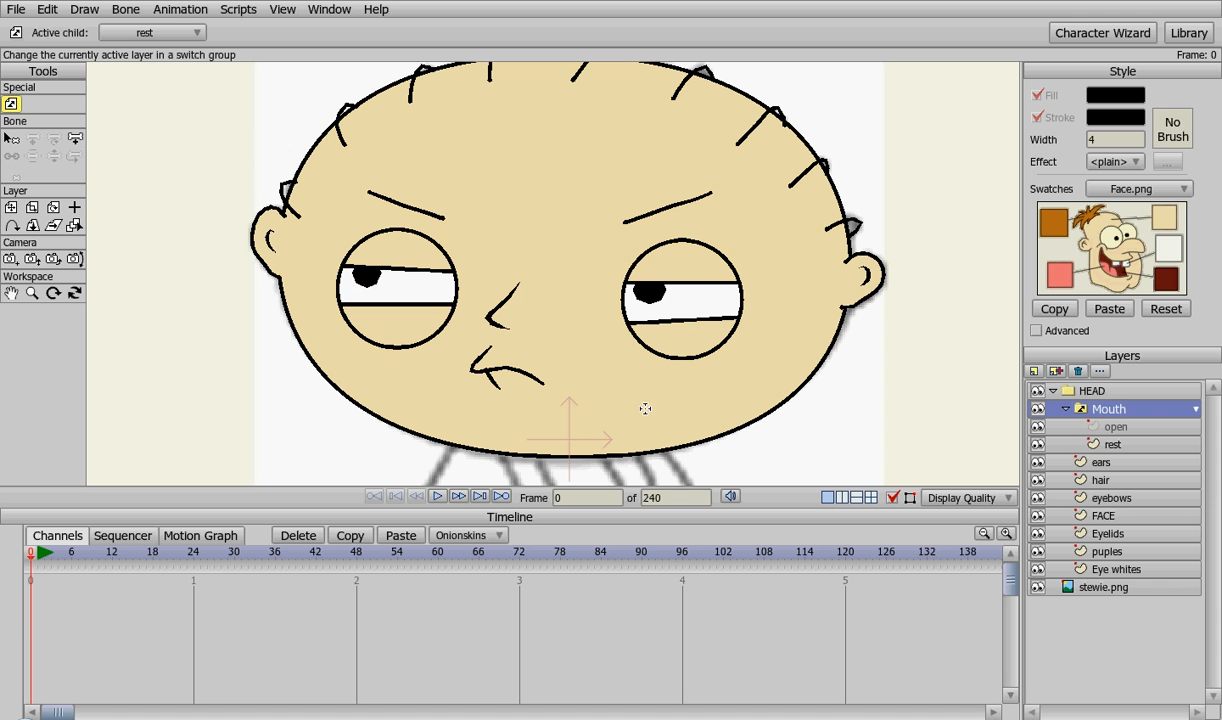 File Edit Draw Bone Animation Scripts View Window Help
Active child: rest Character Wizard Library
Change the currently active layer in a switch group Frame: 0
Tools
Special
Bone
Layer
Camera
Workspace
Style
Fill
Stroke
No Brush
Width 4
Effect <plain> ...
Swatches Face.png
Copy Paste Reset
Advanced
Layers
HEAD
Mouth
open
rest
ears
hair
eyebows
FACE
Eyelids
puples
Eye whites
stewie.png
Frame 0 of 240 Display Quality
Timeline
Channels Sequencer Motion Graph Delete Copy Paste Onionskins
0 6 12 18 24 30 36 42 48 54 60 66 72 78 84 90 96 102 108 114 120 126 132 138
0 1 2 3 4 5